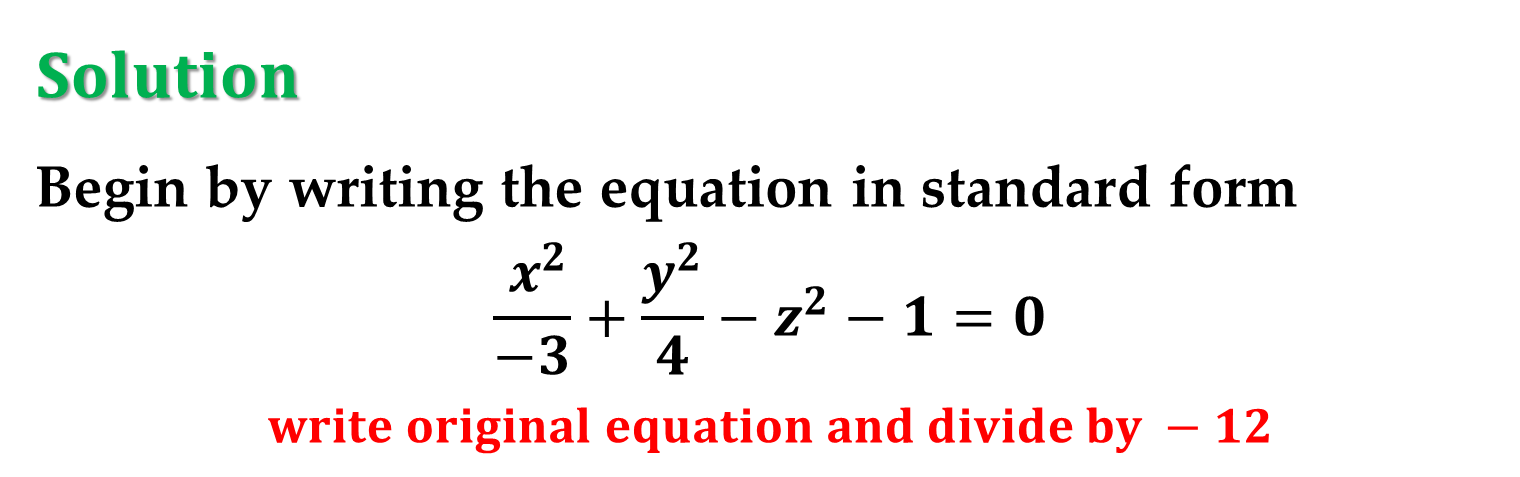 Solution
Begin by writing the equation in standard form
x²/−3 + y²/4 − z² − 1 = 0
write original equation and divide by − 12